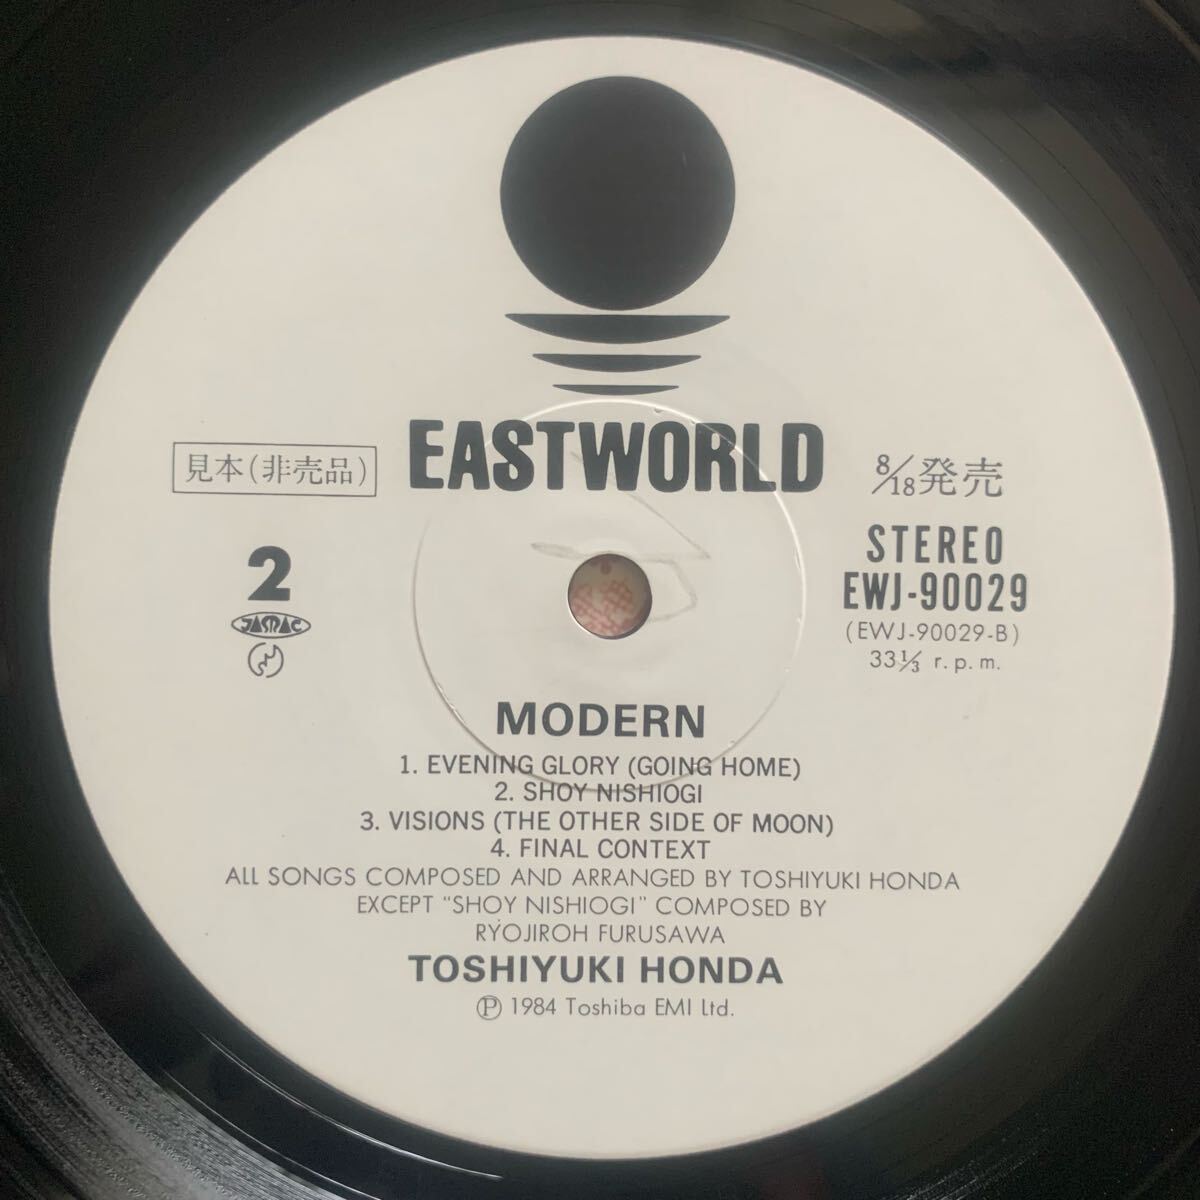 EASTWORLD
見本(非売品)
8/18発売
2
JASRAC
STEREO
EWJ-90029
(EWJ-90029-B)
33 1/3 r.p.m.
MODERN
1. EVENING GLORY (GOING HOME)
2. SHOY NISHIOGI
3. VISIONS (THE OTHER SIDE OF MOON)
4. FINAL CONTEXT
ALL SONGS COMPOSED AND ARRANGED BY TOSHIYUKI HONDA
EXCEPT "SHOY NISHIOGI" COMPOSED BY
RYOJIROH FURUSAWA
TOSHIYUKI HONDA
Ⓟ 1984 Toshiba EMI Ltd.